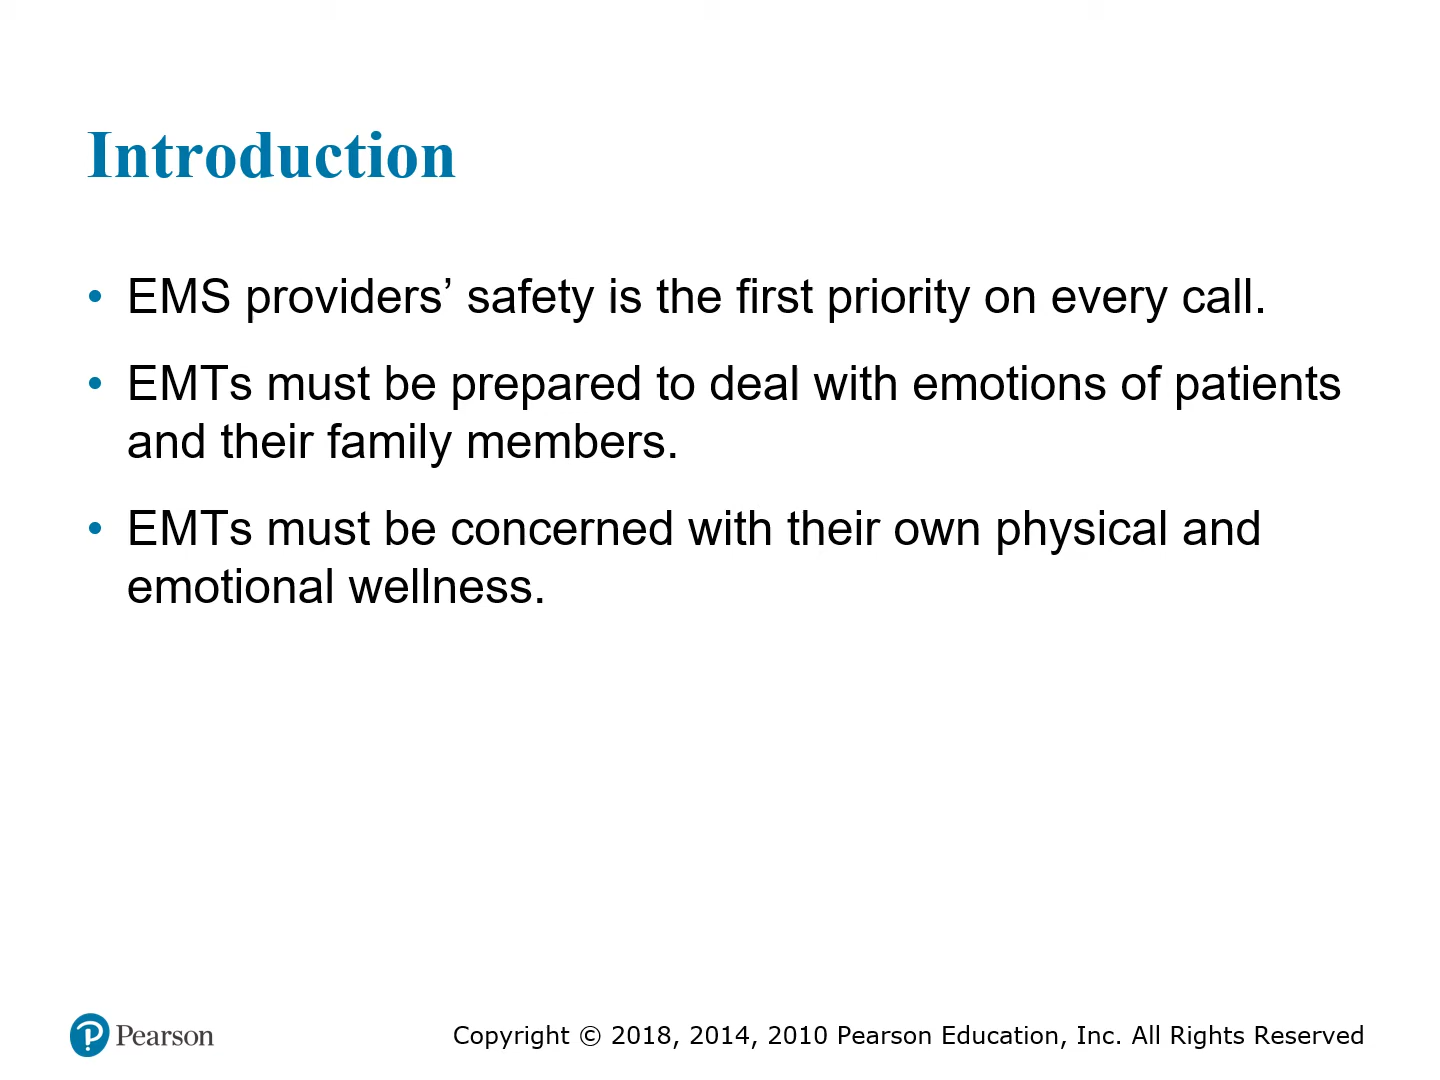 Introduction
• EMS providers’ safety is the first priority on every call.
• EMTs must be prepared to deal with emotions of patients
and their family members.
• EMTs must be concerned with their own physical and
emotional wellness.
Pearson
Copyright © 2018, 2014, 2010 Pearson Education, Inc. All Rights Reserved